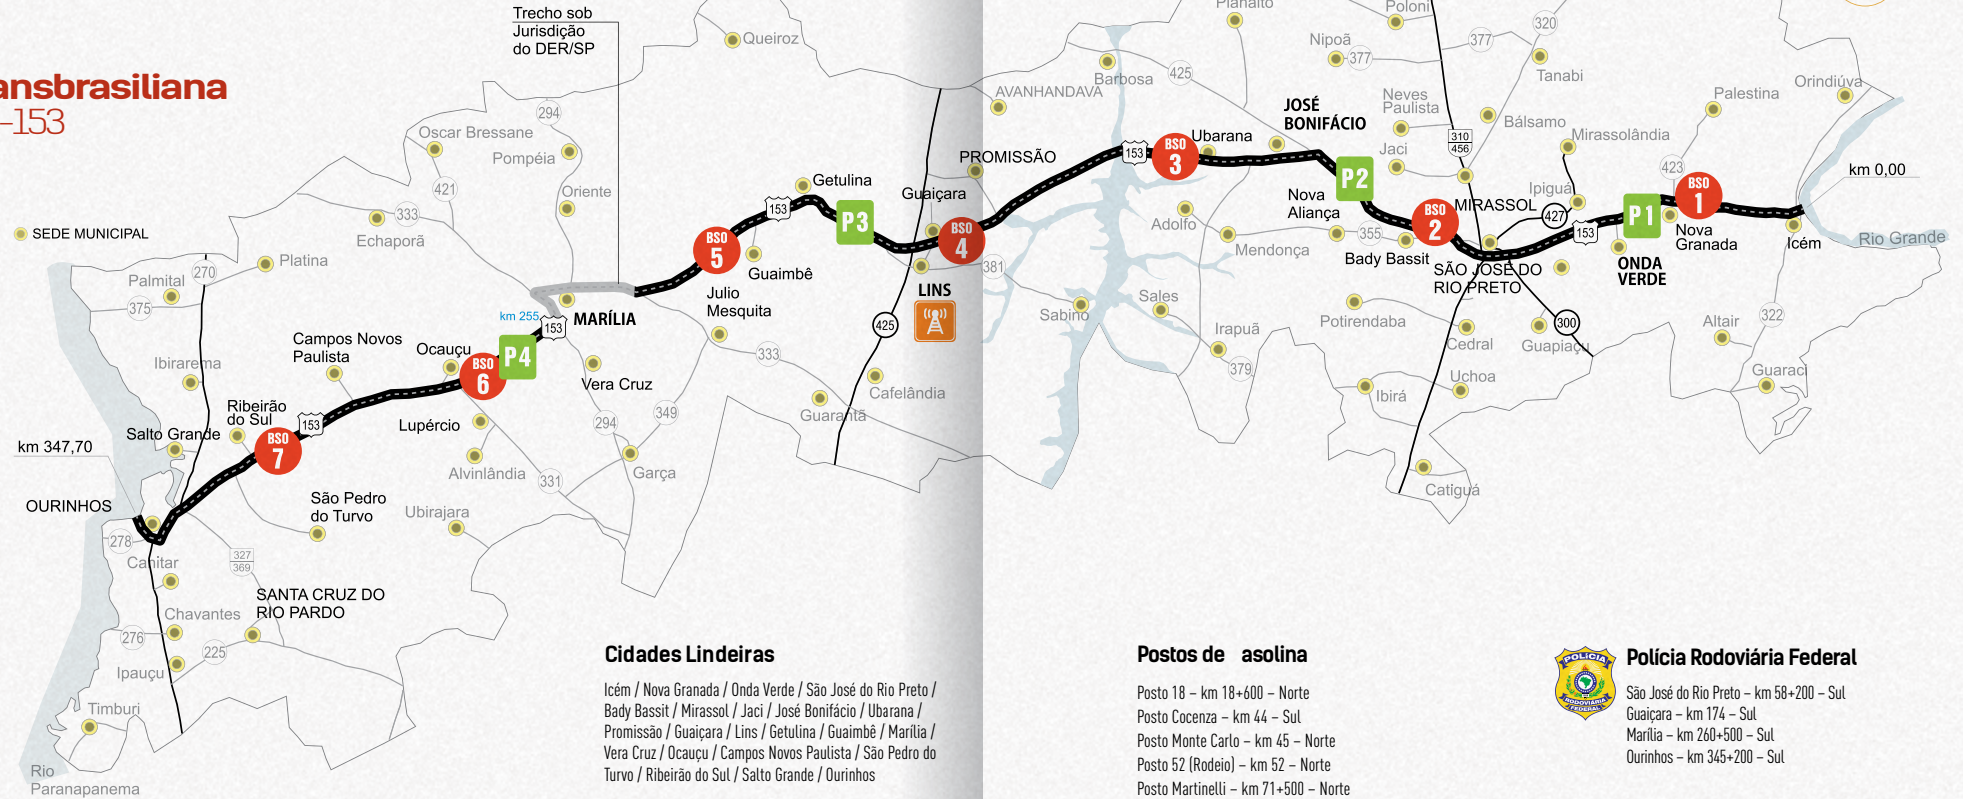 ansbrasiliana
-153
SEDE MUNICIPAL
Trecho sob
Jurisdição
do DER/SP
Queiroz
294
Oscar Bressane
Pompéia
421
Oriente
333
Echaporã
Platina
270
Palmital
375
Ibirarema
Campos Novos
Paulista
Ocauçu
km 255
153
MARÍLIA
P4
BSO
6
Vera Cruz
Ribeirão
do Sul
153
Salto Grande
BSO
7
km 347,70
OURINHOS
Lupércio
Alvinlândia
331
294
349
Garça
São Pedro
do Turvo
Ubirajara
278
Canitar
327
369
SANTA CRUZ DO
RIO PARDO
Chavantes
276
225
Ipauçu
Timburi
Rio
Paranapanema
Getulina
153
BSO
5
Guaimbê
Julio
Mesquita
333
P3
Guaiçara
PROMISSÃO
BSO
4
LINS
425
Cafelândia
Guarantã
381
AVANHANDAVA
Barbosa
425
153
BSO
3
Ubarana
JOSÉ
BONIFÁCIO
Planalto
Poloni
Nipoã
377
377
320
Tanabi
Neves
Paulista
Bálsamo
310
456
Jaci
Mirassolândia
Palestina
Orindiúva
423
km 0,00
P2
Nova
Aliança
355
Bady Bassit
BSO
2
MIRASSOL
Ipiguá
427
153
P1
BSO
1
Nova
Granada
Icém
Rio Grande
ONDA
VERDE
SÃO JOSÉ DO
RIO PRETO
Adolfo
Mendonça
Sabino
Sales
Irapuã
379
Potirendaba
Cedral
300
Guapiaçu
Ibirá
Uchoa
Catiguá
Altair
322
Guaraci
Cidades Lindeiras
Icém / Nova Granada / Onda Verde / São José do Rio Preto /
Bady Bassit / Mirassol / Jaci / José Bonifácio / Ubarana /
Promissão / Guaiçara / Lins / Getulina / Guaimbê / Marília /
Vera Cruz / Ocauçu / Campos Novos Paulista / São Pedro do
Turvo / Ribeirão do Sul / Salto Grande / Ourinhos
Postos de asolina
Posto 18 – km 18+600 – Norte
Posto Cocenza – km 44 – Sul
Posto Monte Carlo – km 45 – Norte
Posto 52 (Rodeio) – km 52 – Norte
Posto Martinelli – km 71+500 – Norte
POLÍCIA
RODOVIÁRIA
FEDERAL
Polícia Rodoviária Federal
São José do Rio Preto – km 58+200 – Sul
Guaiçara – km 174 – Sul
Marília – km 260+500 – Sul
Ourinhos – km 345+200 – Sul